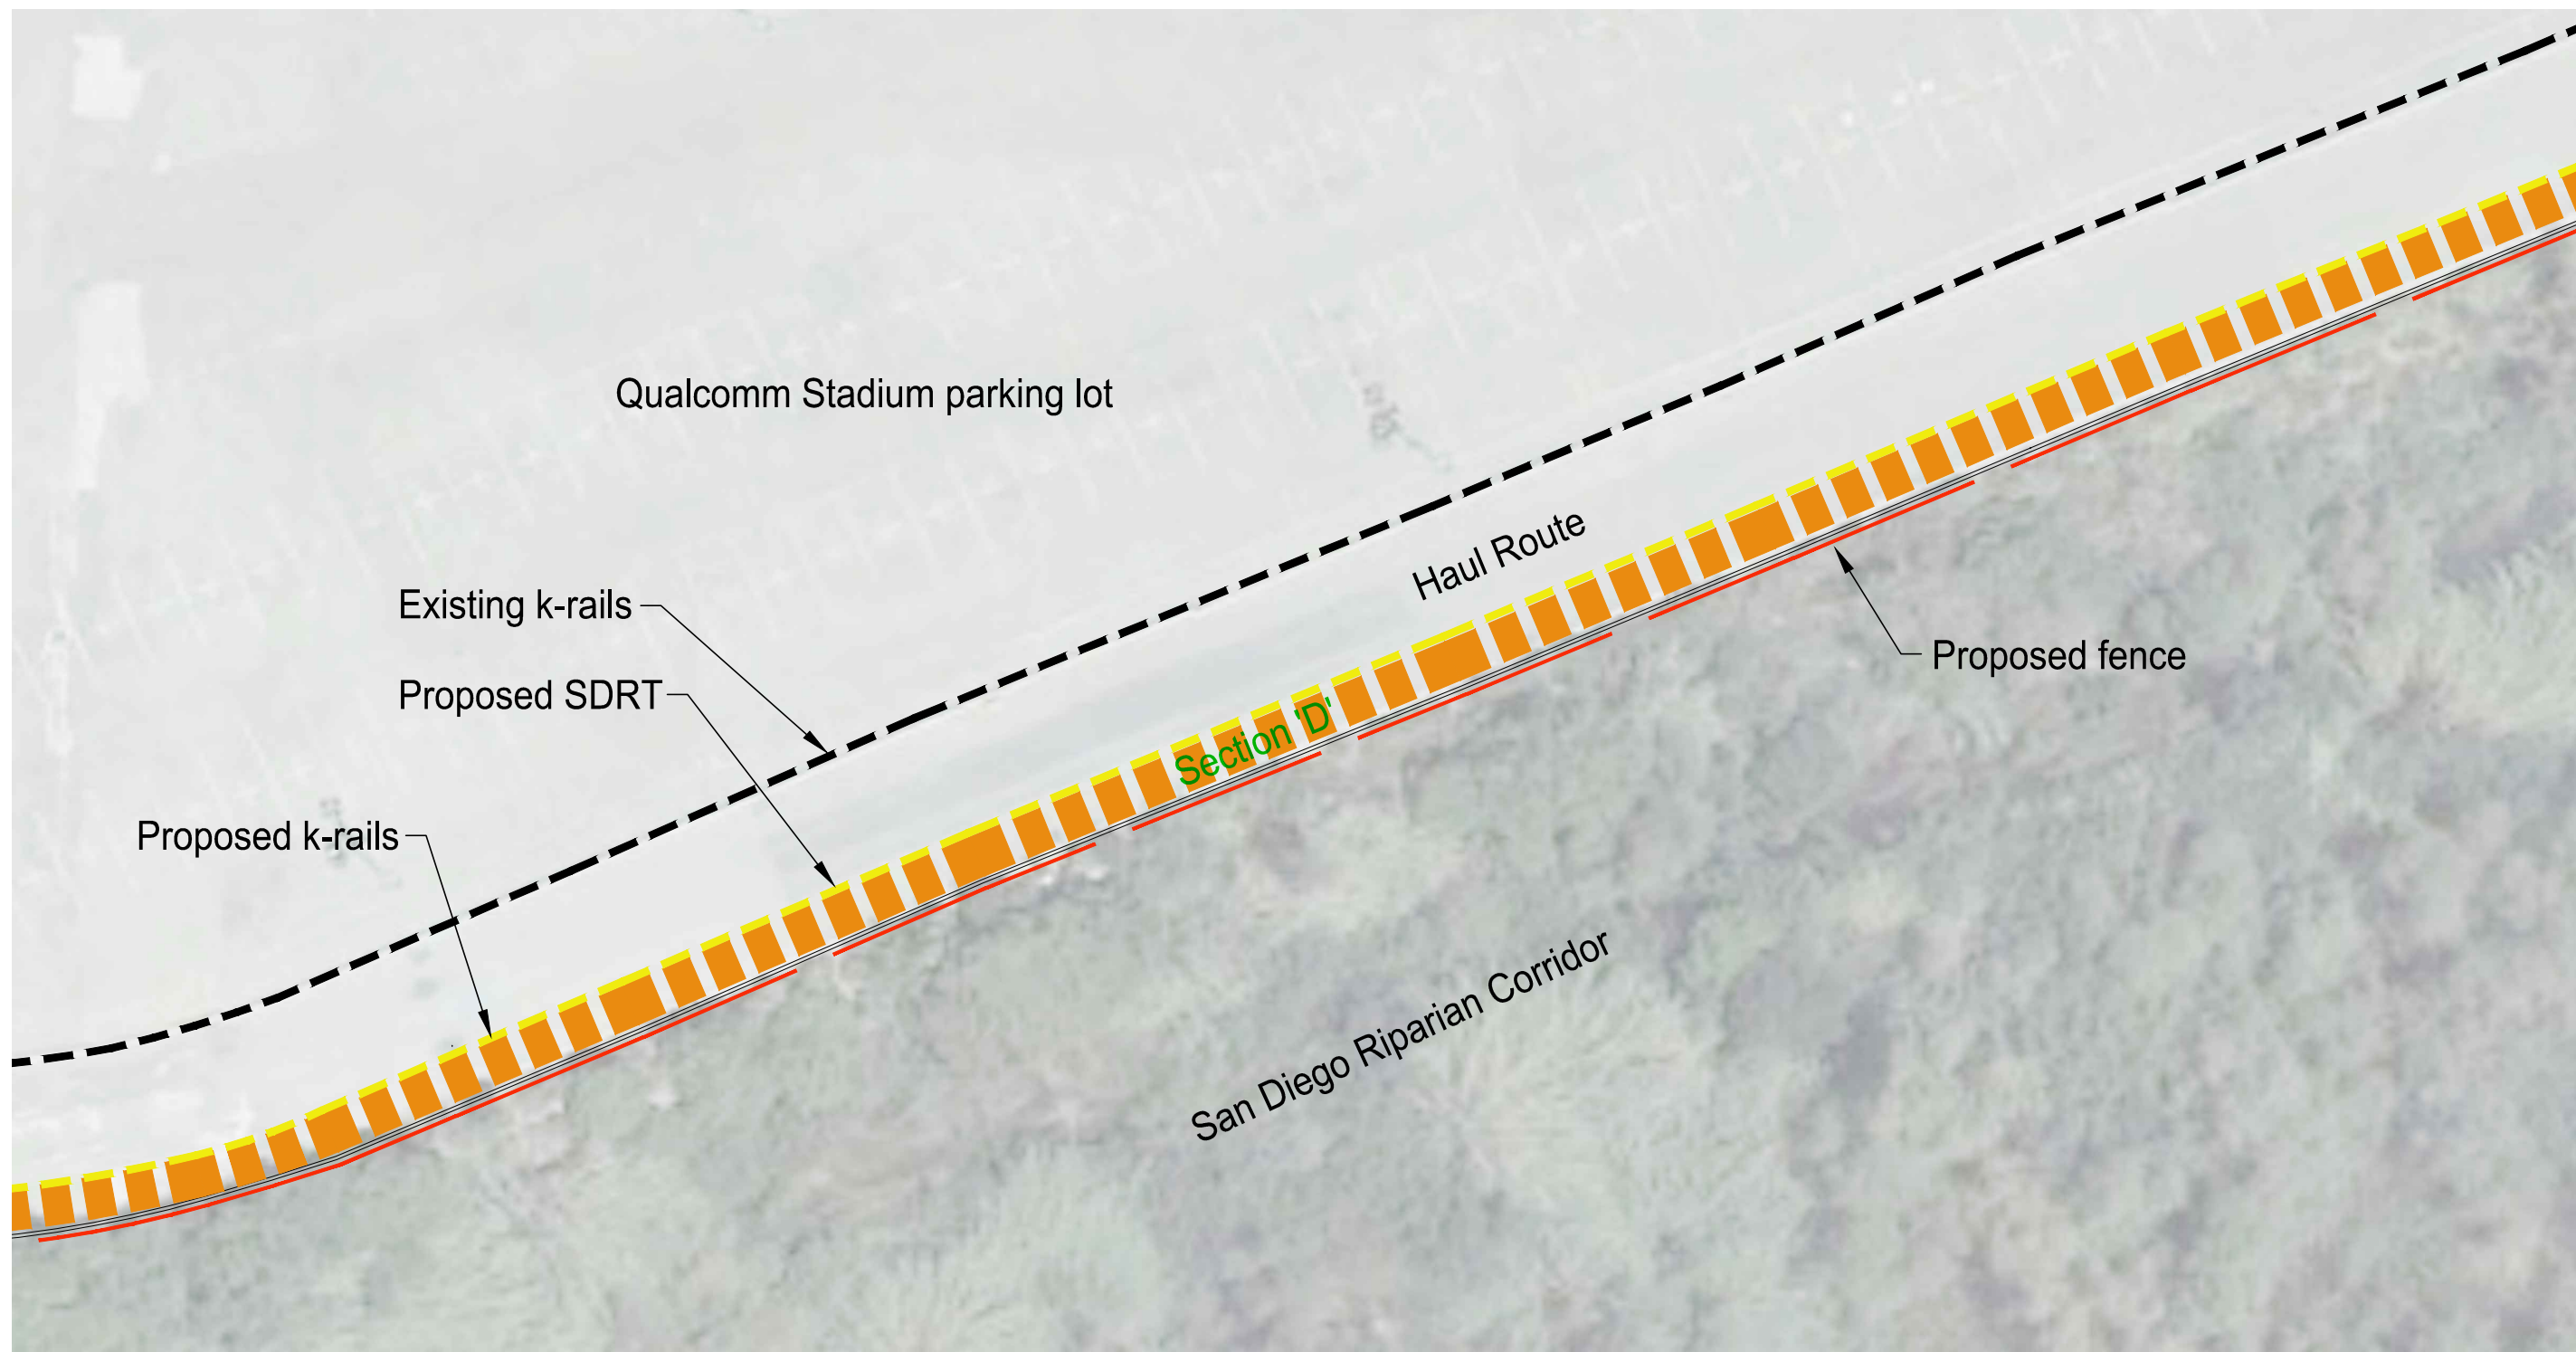 Qualcomm Stadium parking lot
Haul Route
Existing k-rails
Proposed fence
Proposed SDRT
Section 'D'
Proposed k-rails
San Diego Riparian Corridor